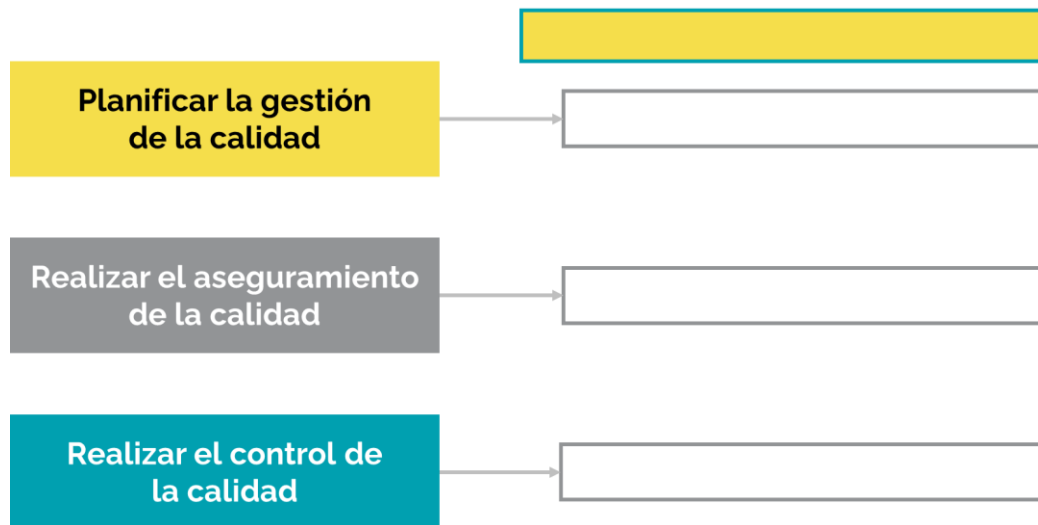 Planificar la gestión
de la calidad
Realizar el aseguramiento
de la calidad
Realizar el control de
la calidad